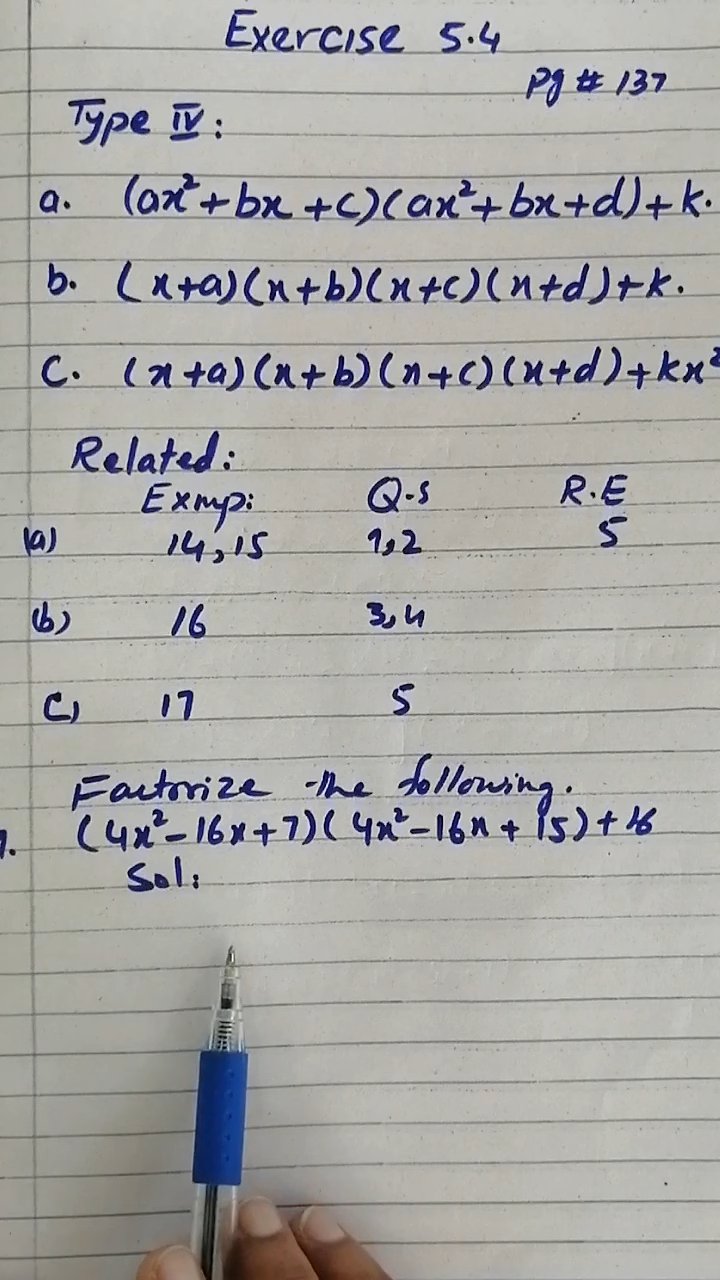 Exercise 5.4
Pg # 137
Type IV:
a. (ax²+bx+c)(ax²+bx+d)+k.
b. (x+a)(x+b)(x+c)(x+d)+k.
C. (x+a)(x+b)(x+c)(x+d)+kx²
Related:
Exmp: Q.s R.E
(a) 14,15 1,2 5
(b) 16 3,4
C) 17 5
Factorize the following.
1. (4x²-16x+7)(4x²-16x+15)+16
Sol: